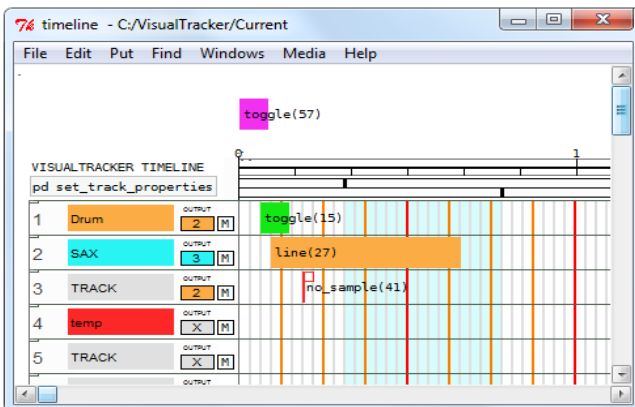 timeline - C:/VisualTracker/Current
File Edit Put Find Windows Media Help
toggle(57)
VISUALTRACKER TIMELINE
0 1
pd set_track_properties
1 Drum OUTPUT 2 M toggle(15)
2 SAX OUTPUT 3 M line(27)
3 TRACK OUTPUT 2 M no_sample(41)
4 temp OUTPUT X M
5 TRACK OUTPUT X M
OUTPUT